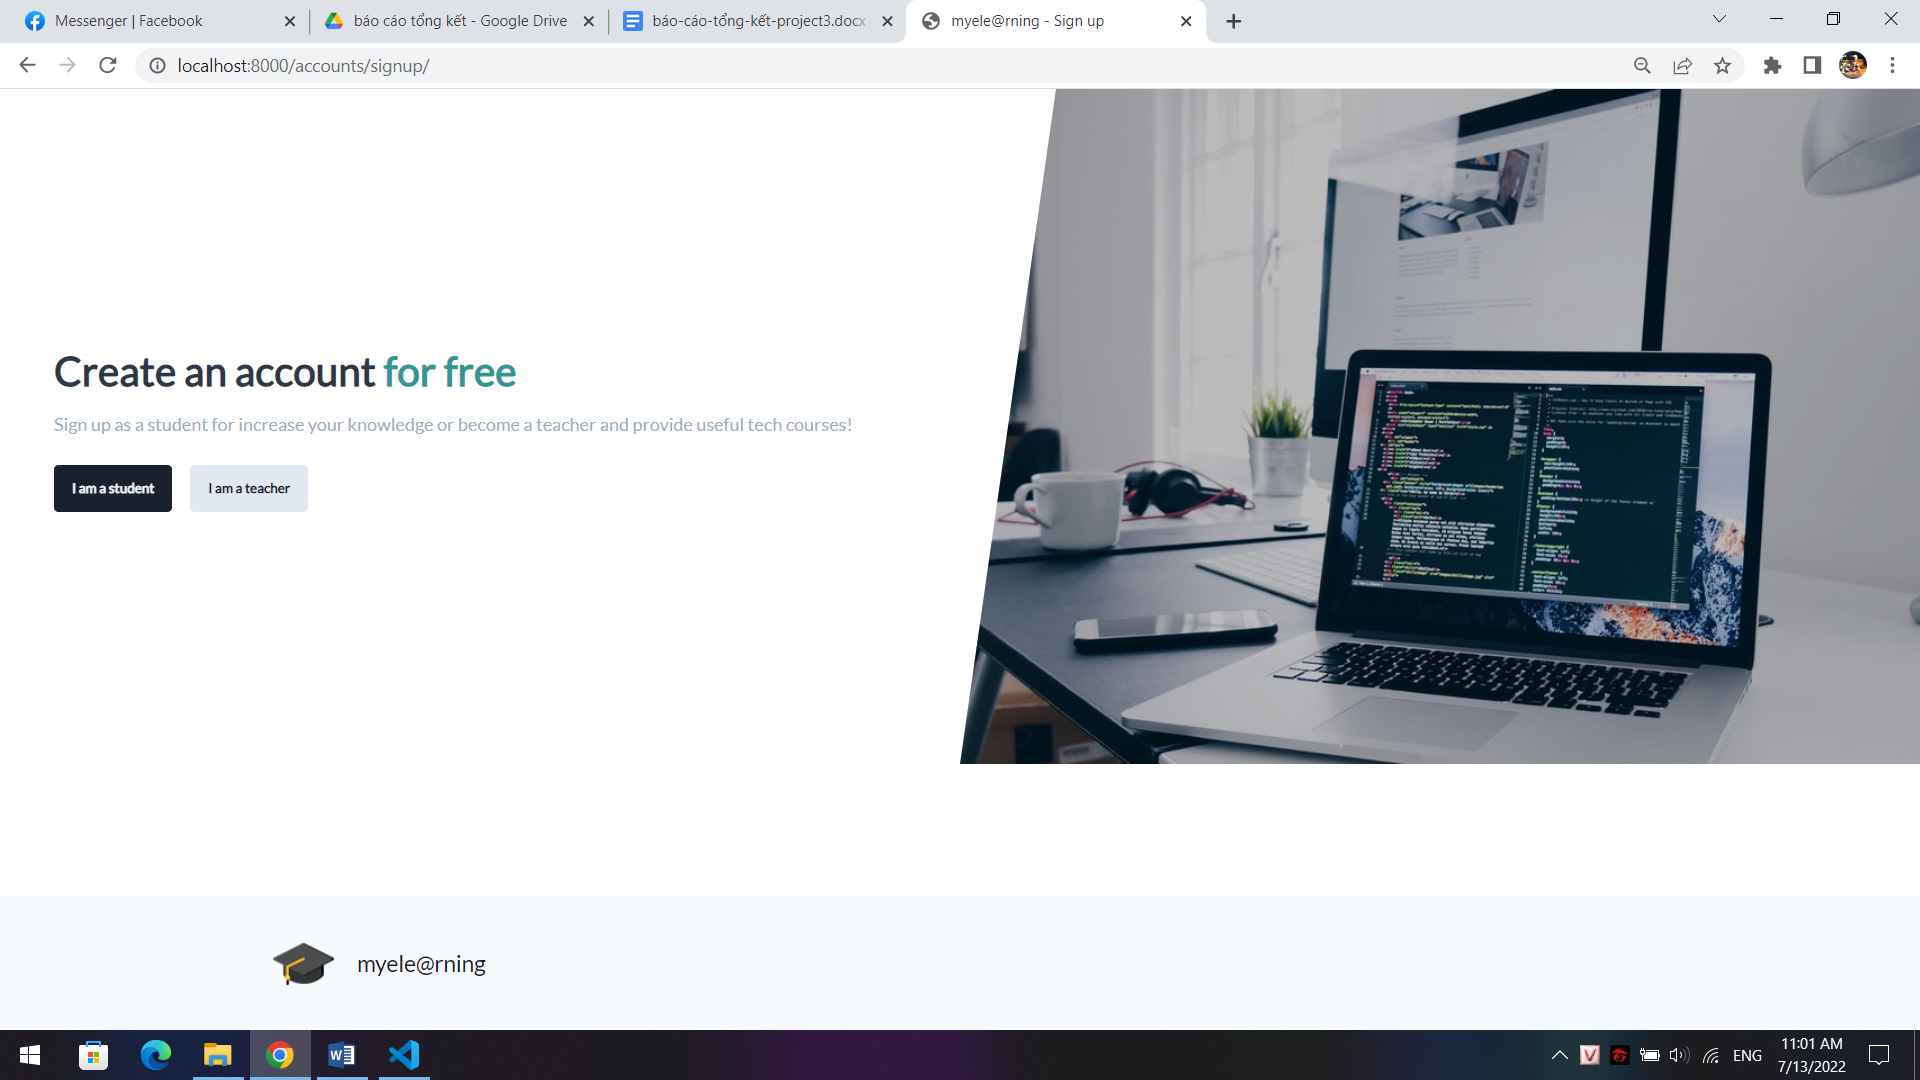 Messenger | Facebook
báo cáo tổng kết - Google Drive
báo-cáo-tổng-kết-project3.docx
myele@rning - Sign up
localhost:8000/accounts/signup/
Create an account for free
Sign up as a student for increase your knowledge or become a teacher and provide useful tech courses!
I am a student
I am a teacher
myele@rning
ENG
11:01 AM
7/13/2022